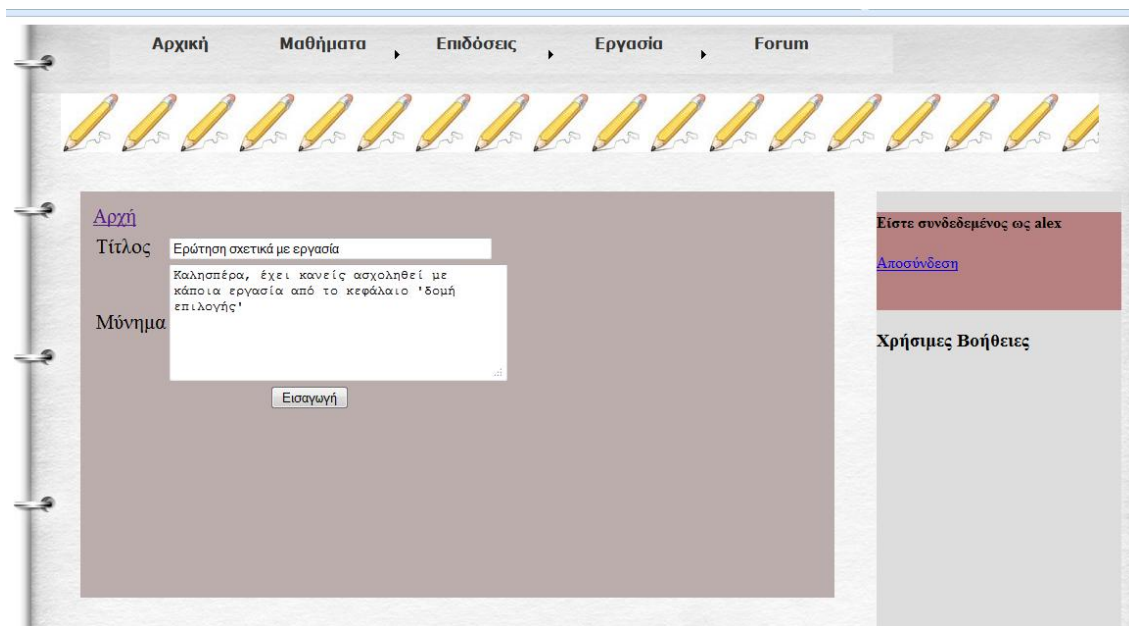 Αρχική Μαθήματα Επιδόσεις Εργασία Forum
Αρχή
Τίτλος Ερώτηση σχετικά με εργασία
Μύνημα
Καλησπέρα, έχει κανείς ασχοληθεί με
κάποια εργασία από το κεφάλαιο 'δομή
επιλογής'
Εισαγωγή
Είστε συνδεδεμένος ως alex
Αποσύνδεση
Χρήσιμες Βοήθειες